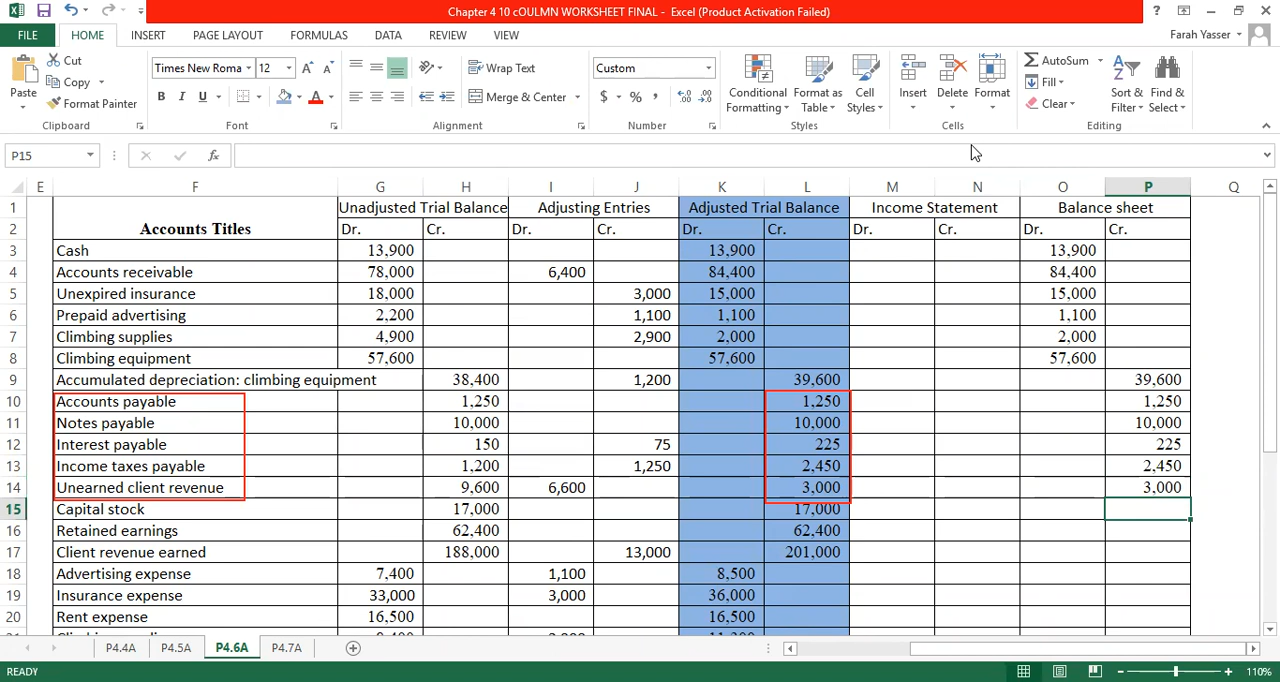 Chapter 4 10 cOULMN WORKSHEET FINAL - Excel (Product Activation Failed)
FILE HOME INSERT PAGE LAYOUT FORMULAS DATA REVIEW VIEW Farah Yasser
Cut
Copy
Format Painter
Paste
Clipboard
Times New Roma 12
B I U
Font
Wrap Text
Merge & Center
Alignment
Custom
$ % ,
Number
Conditional Formatting
Format as Table
Cell Styles
Styles
Insert Delete Format
Cells
AutoSum
Fill
Clear
Sort & Filter
Find & Select
Editing
P15 fx
E F G H I J K L M N O P Q
1 Unadjusted Trial Balance Adjusting Entries Adjusted Trial Balance Income Statement Balance sheet
2 Accounts Titles Dr. Cr. Dr. Cr. Dr. Cr. Dr. Cr. Dr. Cr.
3 Cash 13,900 13,900 13,900
4 Accounts receivable 78,000 6,400 84,400 84,400
5 Unexpired insurance 18,000 3,000 15,000 15,000
6 Prepaid advertising 2,200 1,100 1,100 1,100
7 Climbing supplies 4,900 2,900 2,000 2,000
8 Climbing equipment 57,600 57,600 57,600
9 Accumulated depreciation: climbing equipment 38,400 1,200 39,600 39,600
10 Accounts payable 1,250 1,250 1,250
11 Notes payable 10,000 10,000 10,000
12 Interest payable 150 75 225 225
13 Income taxes payable 1,200 1,250 2,450 2,450
14 Unearned client revenue 9,600 6,600 3,000 3,000
15 Capital stock 17,000 17,000
16 Retained earnings 62,400 62,400
17 Client revenue earned 188,000 13,000 201,000
18 Advertising expense 7,400 1,100 8,500
19 Insurance expense 33,000 3,000 36,000
20 Rent expense 16,500 16,500
P4.4A P4.5A P4.6A P4.7A
READY 110%